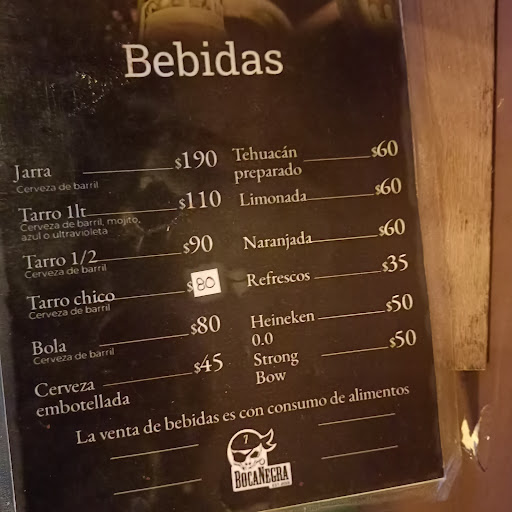 Bebidas
Jarra $190
Cerveza de barril
Tarro 1lt $110
Cerveza de barril, mojito,
azul o ultravioleta
Tarro 1/2 $90
Cerveza de barril
Tarro chico $80
Cerveza de barril
Bola $80
Cerveza de barril
Cerveza $45
embotellada
Tehuacán $60
preparado
Limonada $60
Naranjada $60
Refrescos $35
Heineken $50
0.0
Strong $50
Bow
La venta de bebidas es con consumo de alimentos
7
BOCANEGRA